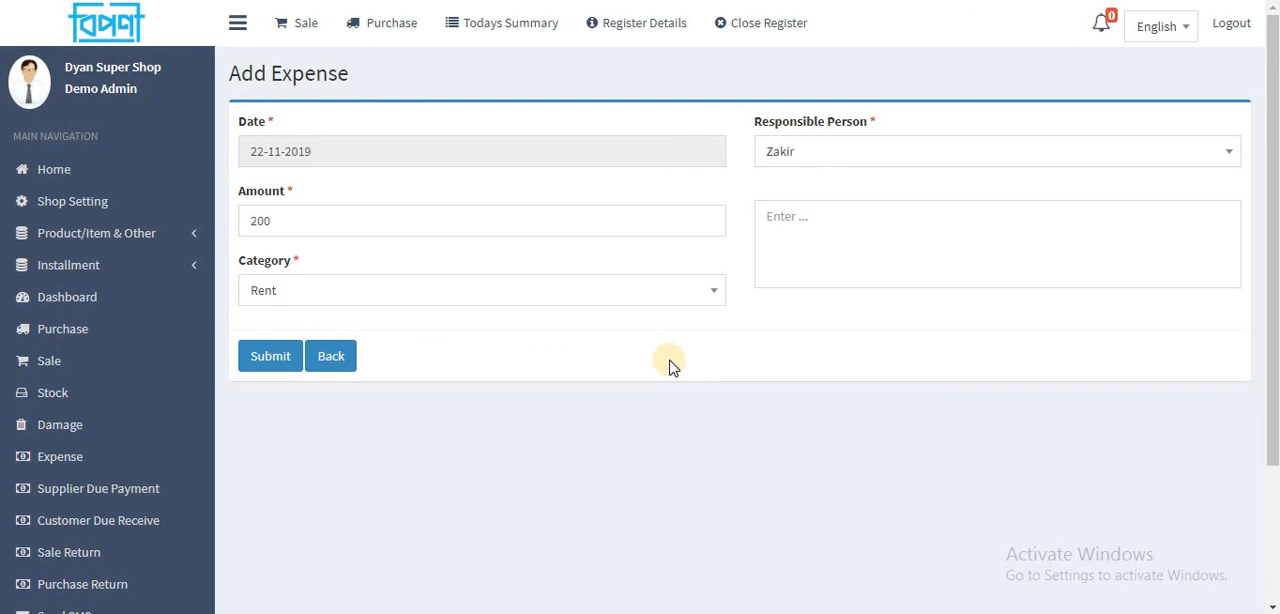 বিপণী
Sale
Purchase
Todays Summary
Register Details
Close Register
0
English
Logout
Dyan Super Shop
Demo Admin
MAIN NAVIGATION
Home
Shop Setting
Product/Item & Other
Installment
Dashboard
Purchase
Sale
Stock
Damage
Expense
Supplier Due Payment
Customer Due Receive
Sale Return
Purchase Return
Add Expense
Date *
22-11-2019
Responsible Person *
Zakir
Amount *
200
Enter ...
Category *
Rent
Submit
Back
Activate Windows
Go to Settings to activate Windows.